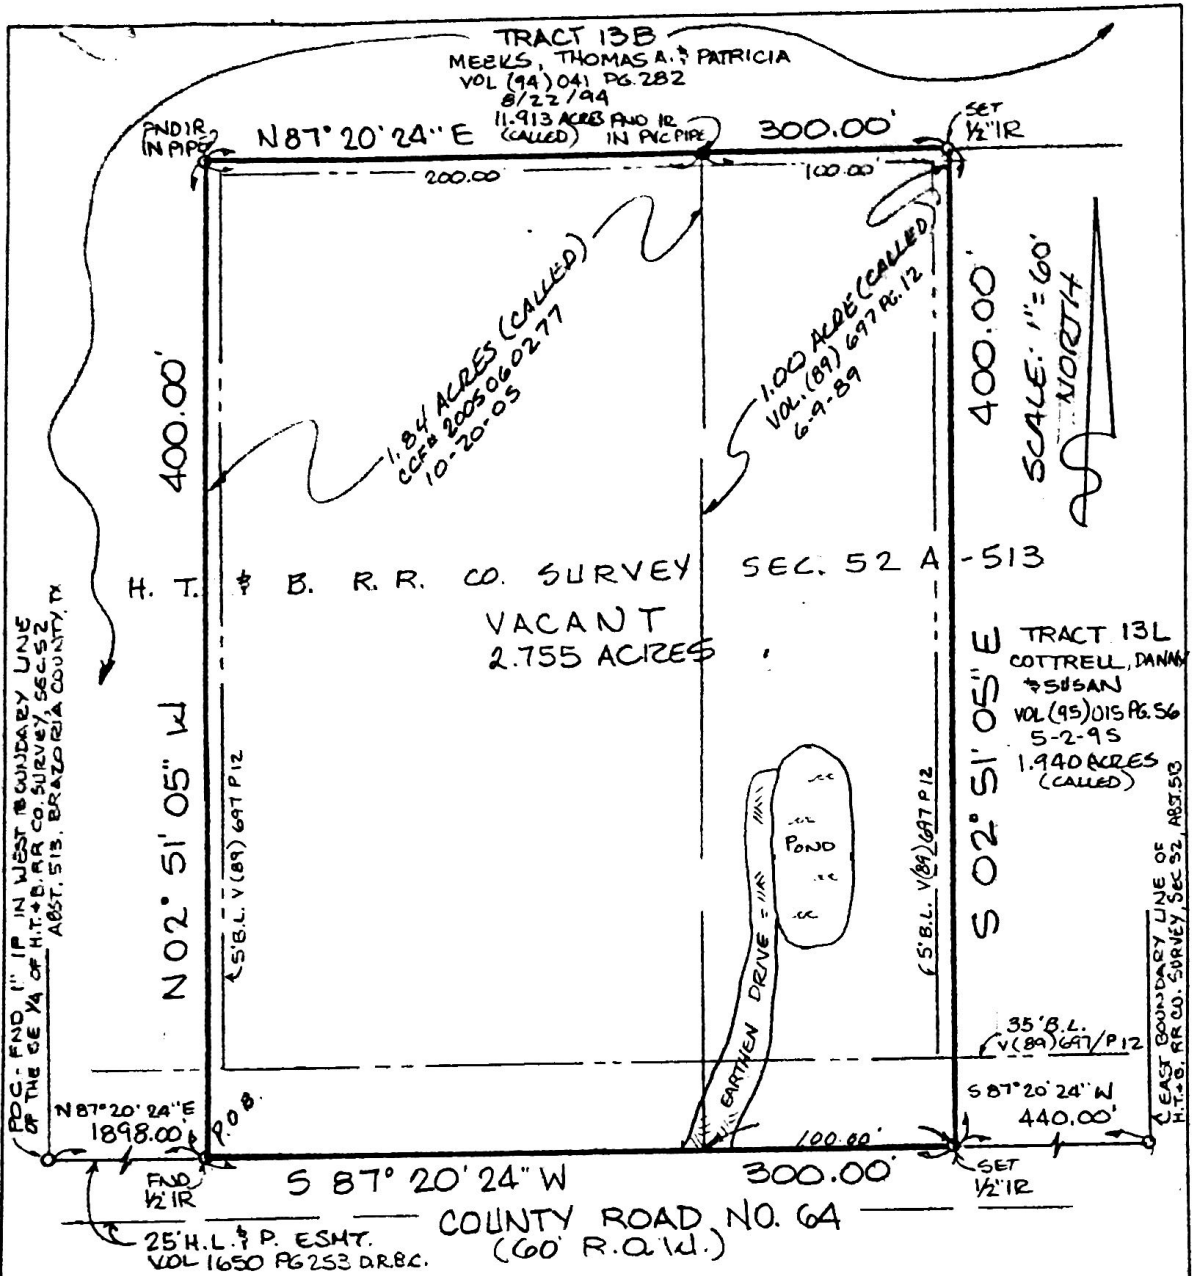 TRACT 13B
MEEKS, THOMAS A. & PATRICIA
VOL (94) 041 PG. 282
8/22/94
11.913 ACRES
(CALLED)
FND IR
IN PVC PIPE
FND IR
IN PIPE
N 87° 20' 24" E
300.00'
SET
1/2" IR
200.00'
100.00'
1.84 ACRES (CALLED)
CCF# 2005060277
10-20-05
1.00 ACRE (CALLED)
VOL. (89) 697 PG. 12
6-9-89
400.00'
400.00'
SCALE: 1" = 60'
NORTH
H. T. & B. R. R. CO. SURVEY SEC. 52 A-513
VACANT
2.755 ACRES
N 02° 51' 05" W
S 02° 51' 05" E
TRACT 13L
COTTRELL, DANNY
& SUSAN
VOL (95) 015 PG. 56
5-2-95
1.940 ACRES
(CALLED)
5' B.L. V (89) 697 P 12
5' B.L. V (89) 697 P 12
POND
EARTHEN DRIVE
POC - FND 1" IP IN WEST BOUNDARY LINE
OF THE SE 1/4 OF H.T. & B. RR CO. SURVEY, SEC 52
ABST. 513, BRAZORIA COUNTY, TX
EAST BOUNDARY LINE OF
H.T. & B. RR CO. SURVEY, SEC 52, ABST. 513
35' B.L.
V (89) 697/P 12
N 87° 20' 24" E
1898.00'
P.O.B.
S 87° 20' 24" W
440.00'
100.00'
FND
1/2" IR
S 87° 20' 24" W
300.00'
SET
1/2" IR
COUNTY ROAD NO. 64
(60' R.O.W.)
25' H.L. & P. ESMT.
VOL 1650 PG 253 D.R.B.C.